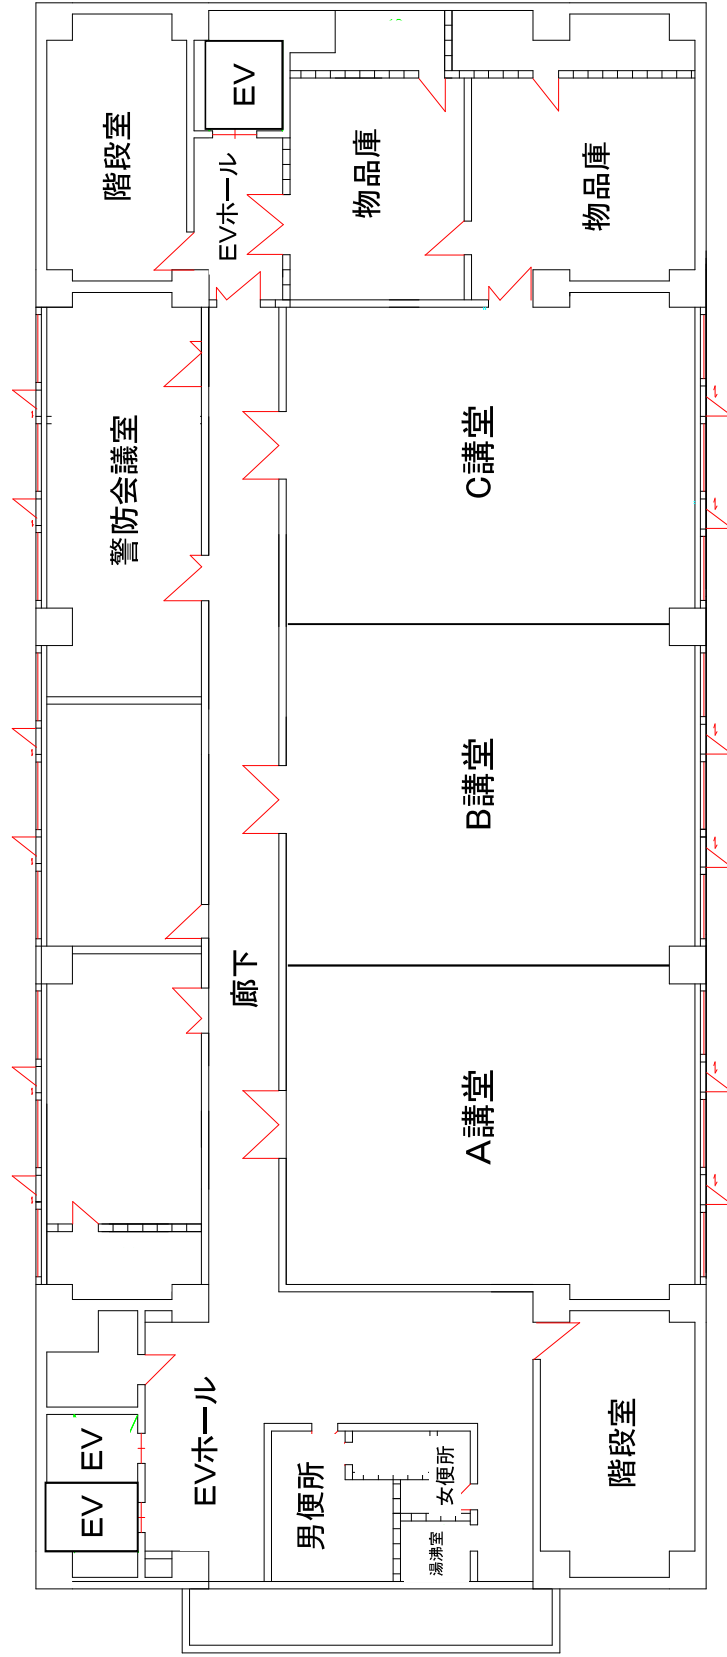 EV
階段室
EVホール
物品庫
物品庫
警防会議室
C講堂
B講堂
廊下
A講堂
EVホール
EV
EV
男便所
女便所
湯沸室
階段室